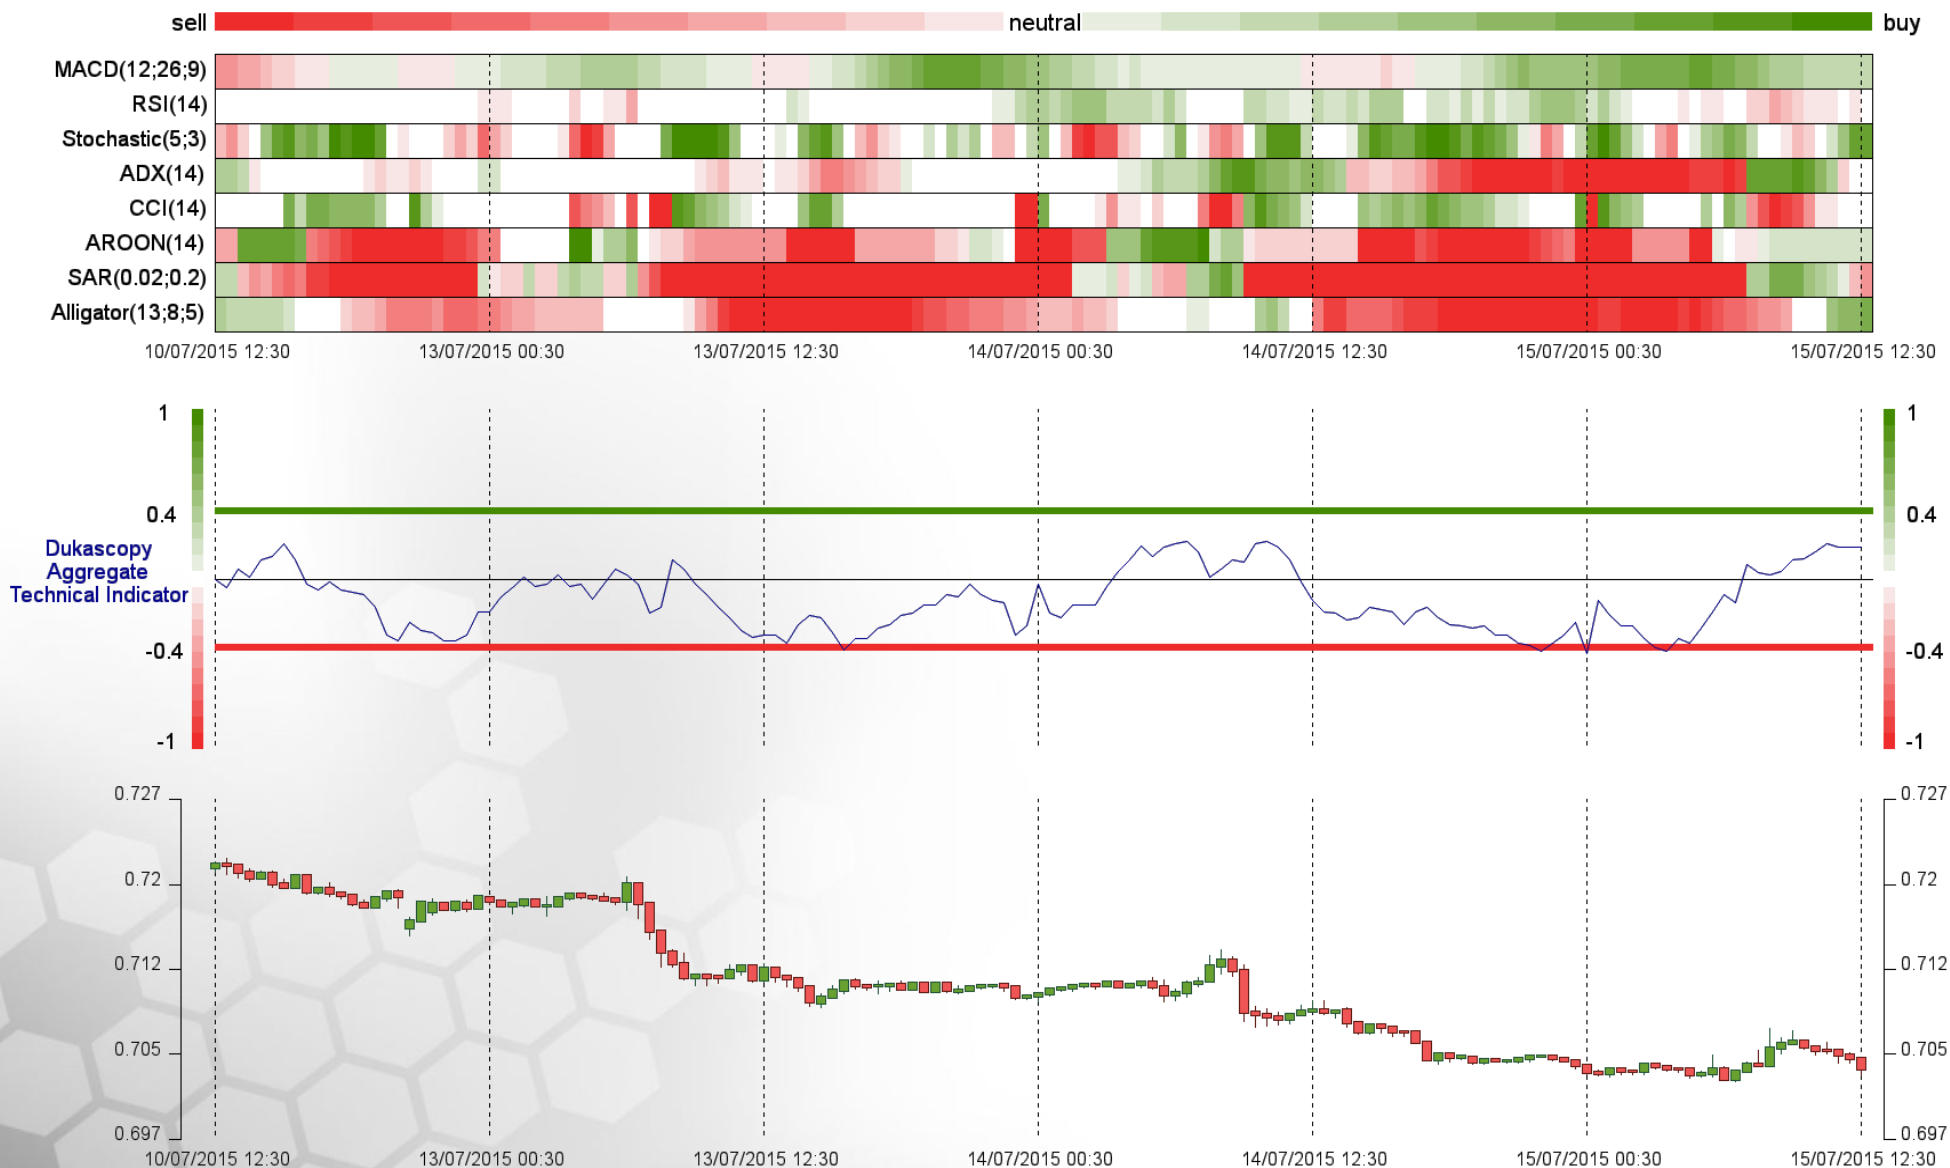 sell neutral buy
MACD(12;26;9)
RSI(14)
Stochastic(5;3)
ADX(14)
CCI(14)
AROON(14)
SAR(0.02;0.2)
Alligator(13;8;5)
10/07/2015 12:30 13/07/2015 00:30 13/07/2015 12:30 14/07/2015 00:30 14/07/2015 12:30 15/07/2015 00:30 15/07/2015 12:30
1 1
0.4 0.4
Dukascopy
Aggregate
Technical Indicator
-0.4 -0.4
-1 -1
0.727 0.727
0.72 0.72
0.712 0.712
0.705 0.705
0.697 0.697
10/07/2015 12:30 13/07/2015 00:30 13/07/2015 12:30 14/07/2015 00:30 14/07/2015 12:30 15/07/2015 00:30 15/07/2015 12:30